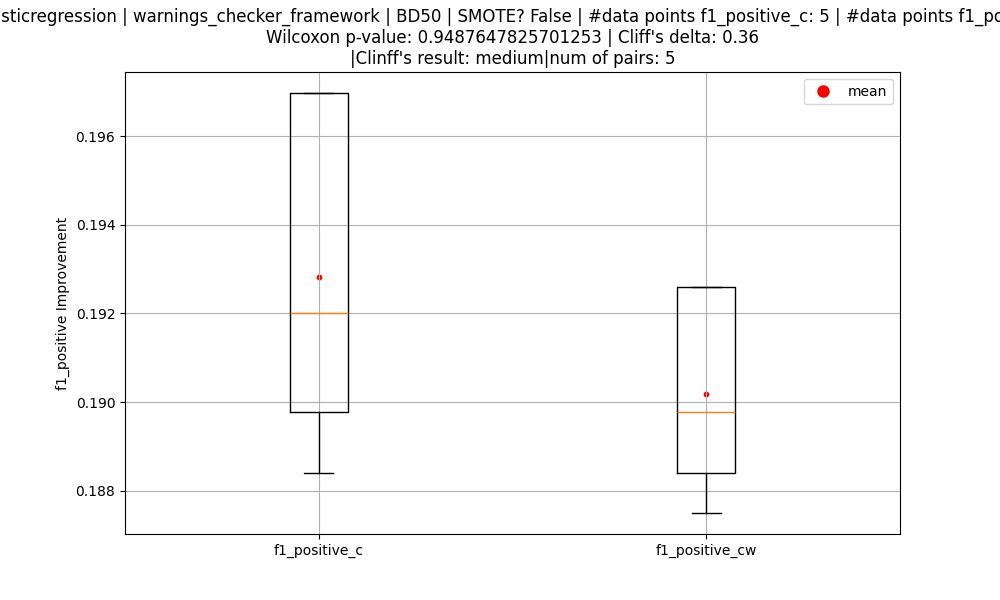 sticregression | warnings_checker_framework | BD50 | SMOTE? False | #data points f1_positive_c: 5 | #data points f1_po
Wilcoxon p-value: 0.9487647825701253 | Cliff's delta: 0.36
|Clinff's result: medium|num of pairs: 5
mean
0.196
0.194
0.192
0.190
0.188
f1_positive Improvement
f1_positive_c
f1_positive_cw